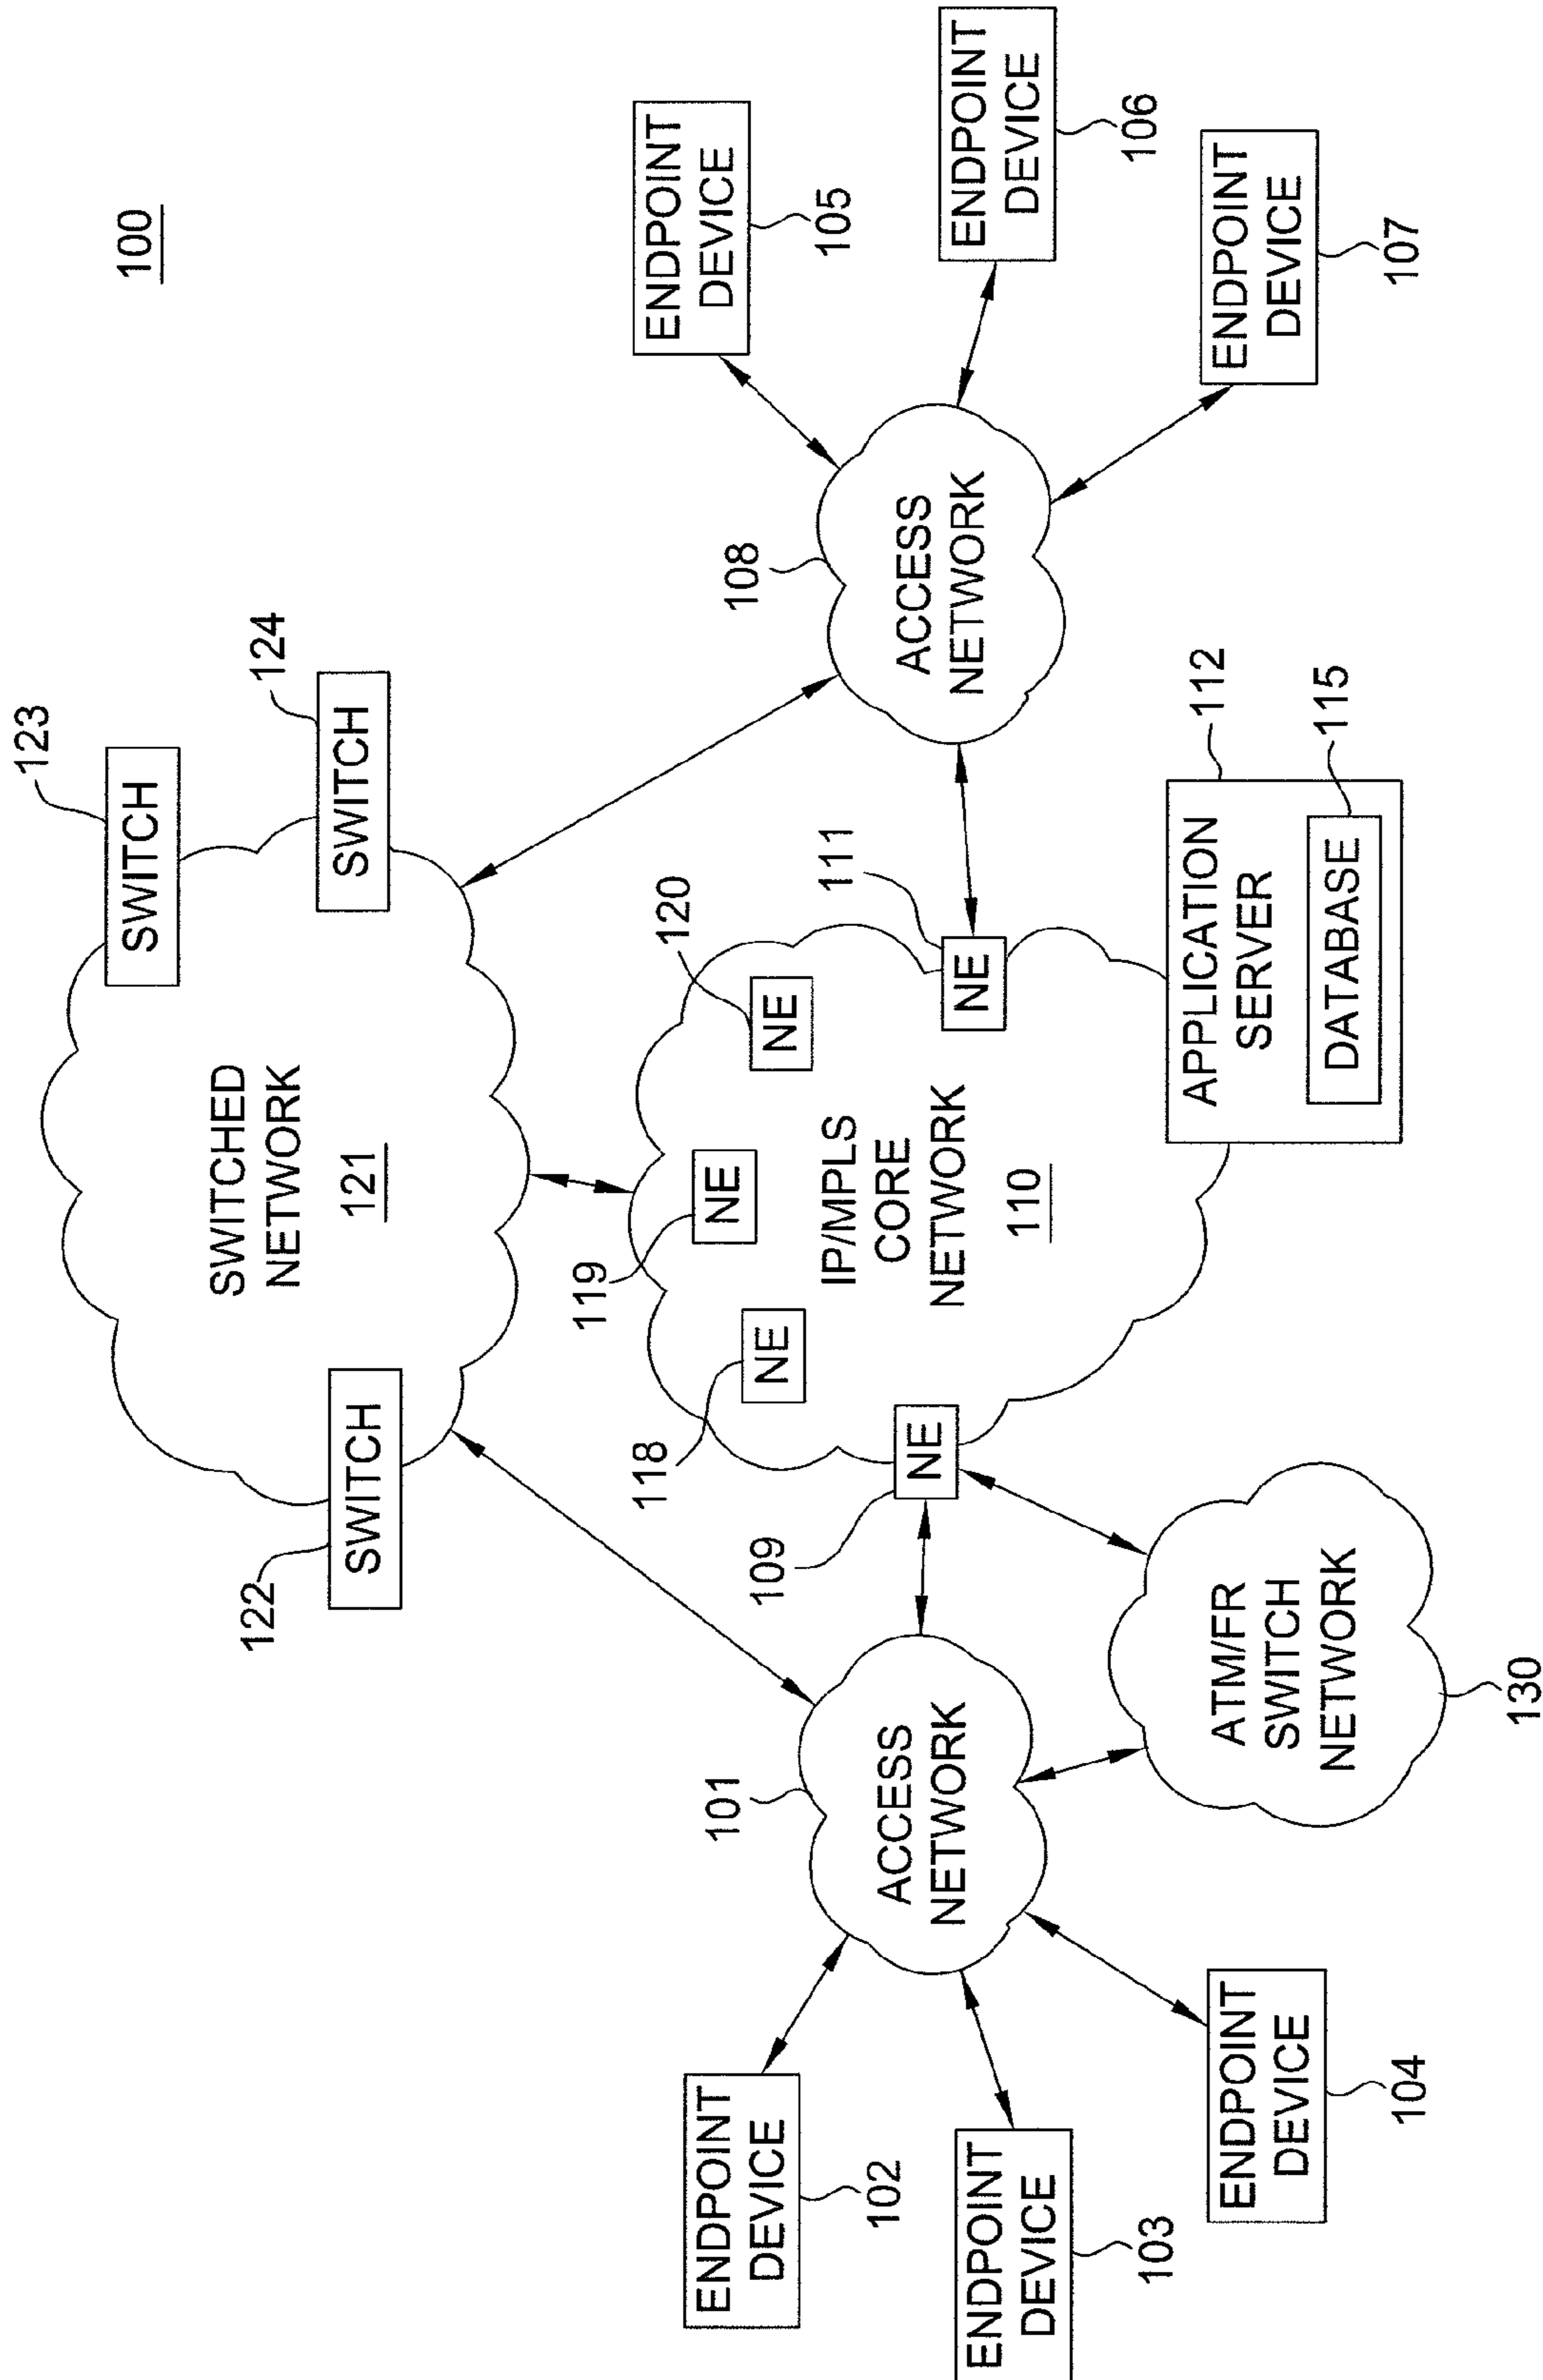 100
123
SWITCH
124
SWITCH
SWITCHED
NETWORK
121
122
SWITCH
ENDPOINT
DEVICE
105
ENDPOINT
DEVICE
106
ENDPOINT
DEVICE
107
108
ACCESS
NETWORK
120
NE
111
NE
119
NE
118
NE
IP/MPLS
CORE
NETWORK
110
109
NE
112
APPLICATION
SERVER
115
DATABASE
101
ACCESS
NETWORK
ATM/FR
SWITCH
NETWORK
130
ENDPOINT
DEVICE
102
ENDPOINT
DEVICE
103
ENDPOINT
DEVICE
104